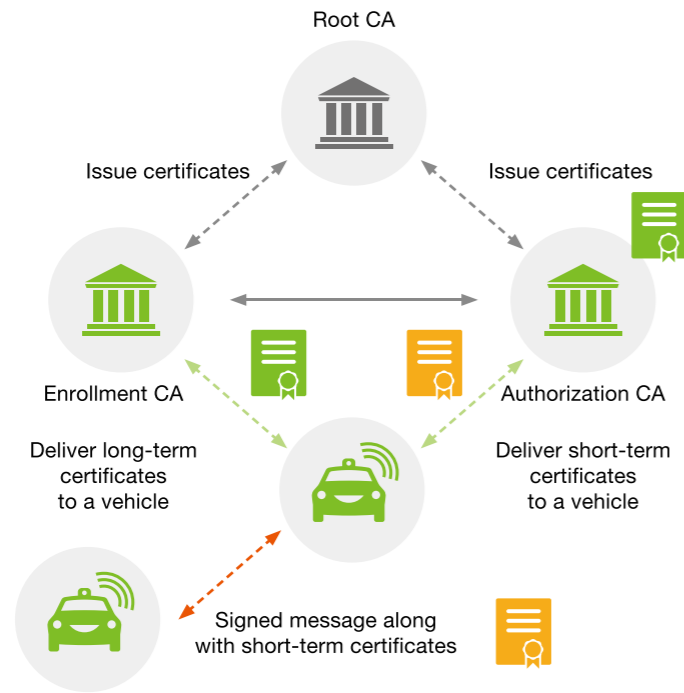 Root CA
Issue certificates
Issue certificates
Enrollment CA
Authorization CA
Deliver long-term
certificates
to a vehicle
Deliver short-term
certificates
to a vehicle
Signed message along
with short-term certificates